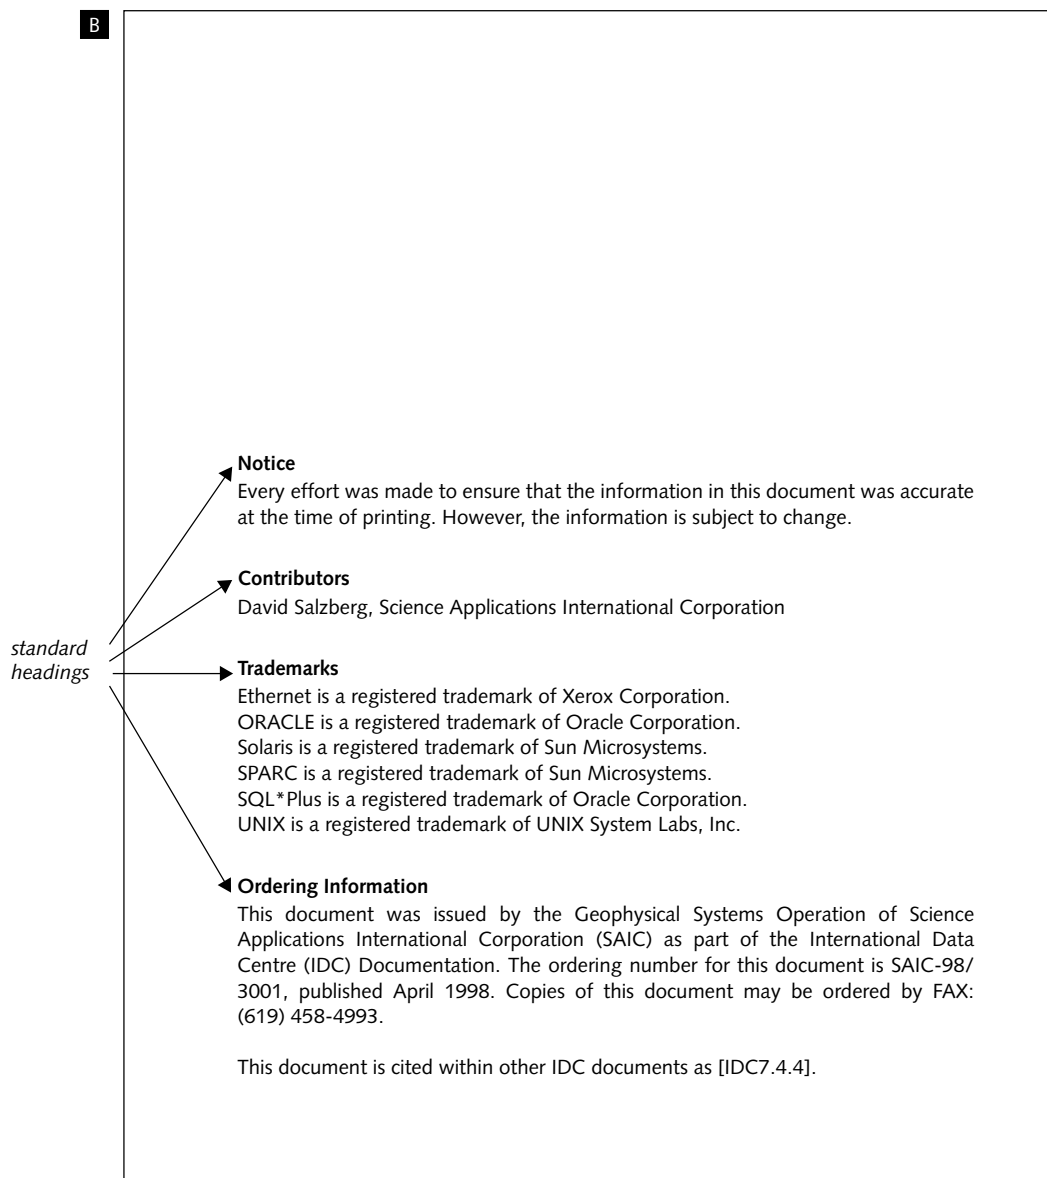 B
Notice
Every effort was made to ensure that the information in this document was accurate
at the time of printing. However, the information is subject to change.
Contributors
David Salzberg, Science Applications International Corporation
standard
headings
Trademarks
Ethernet is a registered trademark of Xerox Corporation.
ORACLE is a registered trademark of Oracle Corporation.
Solaris is a registered trademark of Sun Microsystems.
SPARC is a registered trademark of Sun Microsystems.
SQL*Plus is a registered trademark of Oracle Corporation.
UNIX is a registered trademark of UNIX System Labs, Inc.
Ordering Information
This document was issued by the Geophysical Systems Operation of Science
Applications International Corporation (SAIC) as part of the International Data
Centre (IDC) Documentation. The ordering number for this document is SAIC-98/
3001, published April 1998. Copies of this document may be ordered by FAX:
(619) 458-4993.
This document is cited within other IDC documents as [IDC7.4.4].